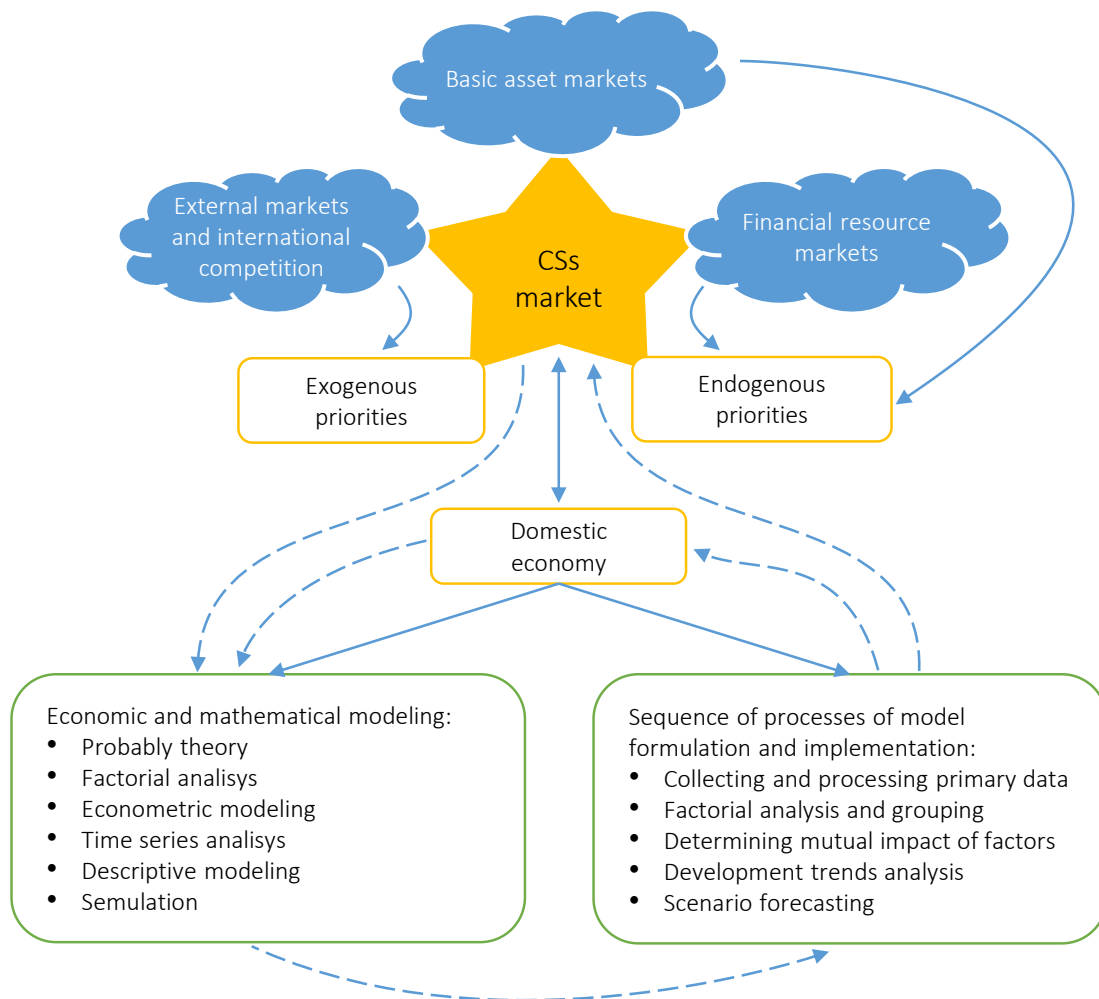 Basic asset markets
External markets
and international
competition
Financial resource
markets
CSs
market
Exogenous
priorities
Endogenous
priorities
Domestic
economy
Economic and mathematical modeling:
• Probably theory
• Factorial analisys
• Econometric modeling
• Time series analisys
• Descriptive modeling
• Semulation
Sequence of processes of model
formulation and implementation:
• Collecting and processing primary data
• Factorial analysis and grouping
• Determining mutual impact of factors
• Development trends analysis
• Scenario forecasting